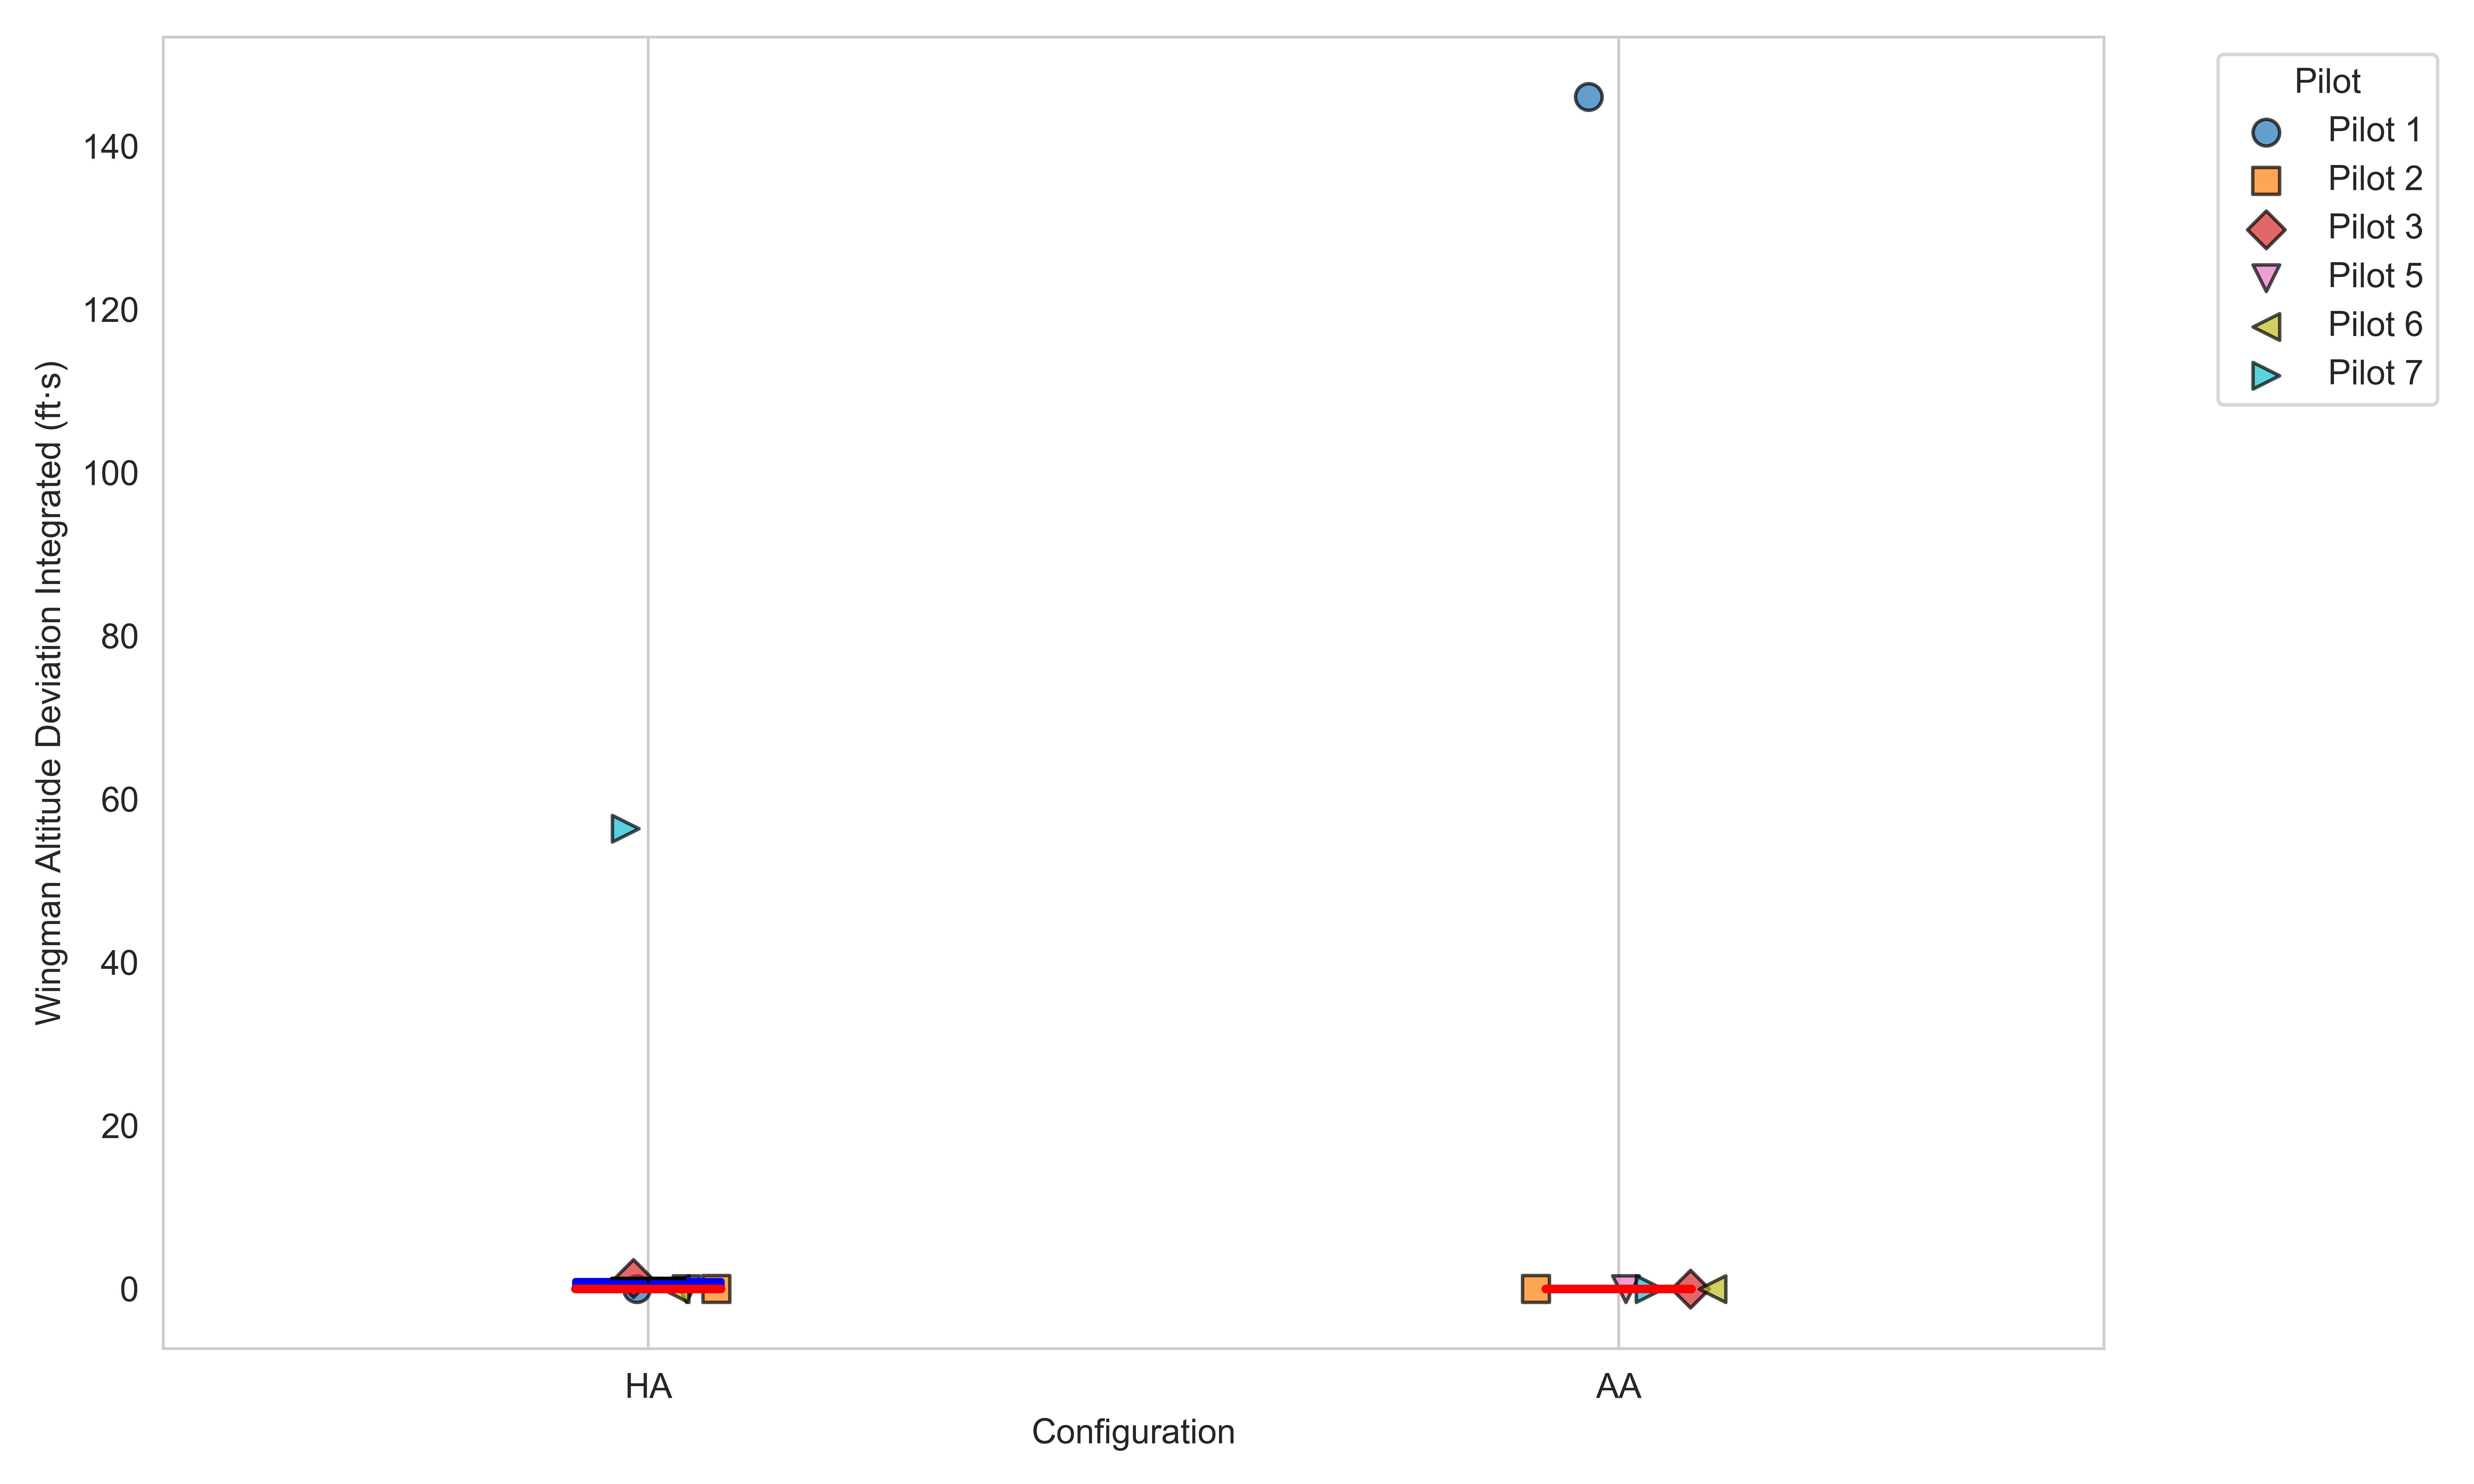 Wingman Altitude Deviation Integrated (ft·s)
140
120
100
80
60
40
20
0
HA
AA
Configuration
Pilot
Pilot 1
Pilot 2
Pilot 3
Pilot 5
Pilot 6
Pilot 7